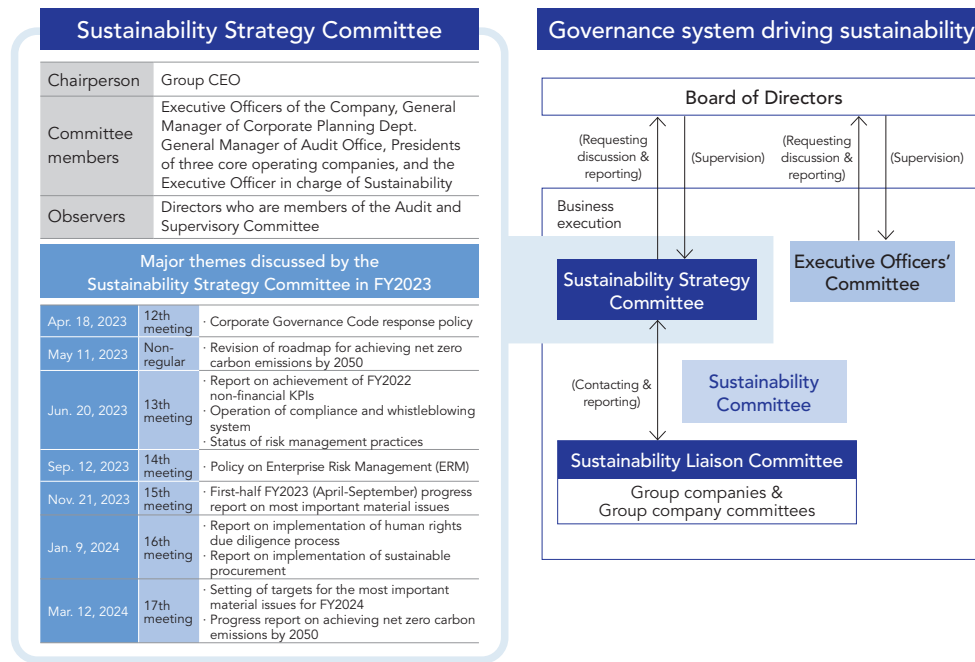 Sustainability Strategy Committee
Chairperson
Group CEO
Committee
members
Executive Officers of the Company, General
Manager of Corporate Planning Dept.
General Manager of Audit Office, Presidents
of three core operating companies, and the
Executive Officer in charge of Sustainability
Observers
Directors who are members of the Audit and
Supervisory Committee
Major themes discussed by the
Sustainability Strategy Committee in FY2023
Apr. 18, 2023
12th
meeting
· Corporate Governance Code response policy
May 11, 2023
Non-
regular
· Revision of roadmap for achieving net zero
carbon emissions by 2050
Jun. 20, 2023
13th
meeting
· Report on achievement of FY2022
non-financial KPIs
· Operation of compliance and whistleblowing
system
· Status of risk management practices
Sep. 12, 2023
14th
meeting
· Policy on Enterprise Risk Management (ERM)
Nov. 21, 2023
15th
meeting
· First-half FY2023 (April-September) progress
report on most important material issues
Jan. 9, 2024
16th
meeting
· Report on implementation of human rights
due diligence process
· Report on implementation of sustainable
procurement
Mar. 12, 2024
17th
meeting
· Setting of targets for the most important
material issues for FY2024
· Progress report on achieving net zero carbon
emissions by 2050
Governance system driving sustainability
Board of Directors
(Requesting
discussion &
reporting)
(Supervision)
(Requesting
discussion &
reporting)
(Supervision)
Business
execution
Sustainability Strategy
Committee
Executive Officers'
Committee
(Contacting &
reporting)
Sustainability
Committee
Sustainability Liaison Committee
Group companies &
Group company committees